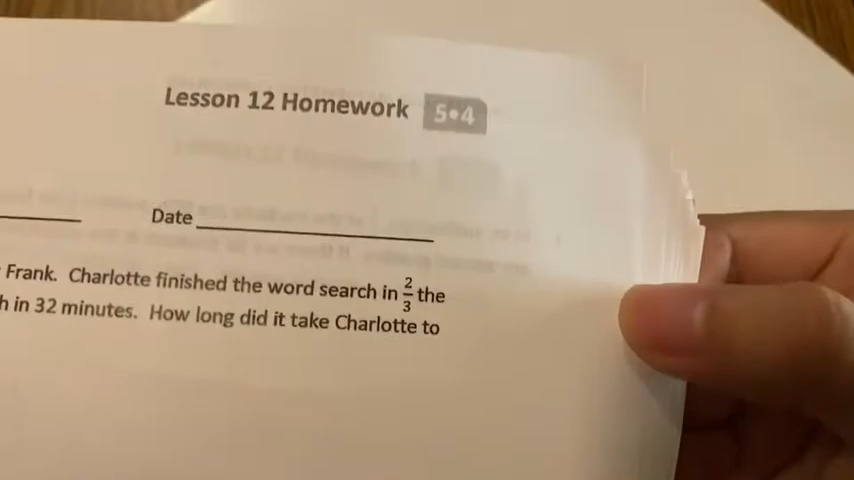 Lesson 12 Homework 5•4
Date
Frank. Charlotte finished the word search in 2/3 the
h in 32 minutes. How long did it take Charlotte to